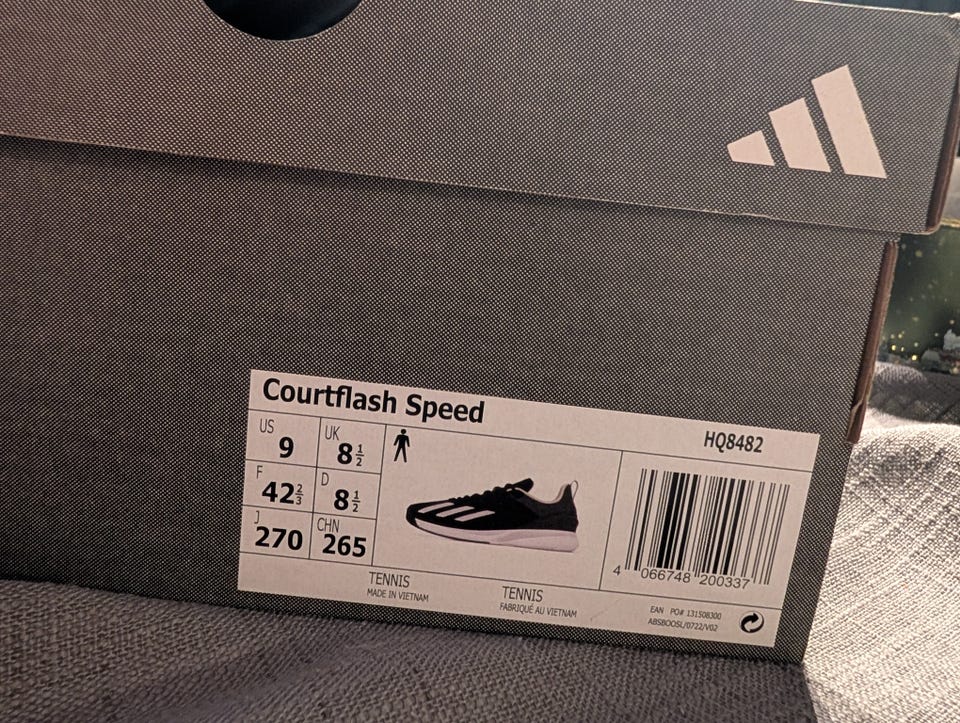 Courtflash Speed
HQ8482
US 9 UK 8 1/2
F 42 2/3 D 8 1/2
J 270 CHN 265
4 066748 200337
TENNIS
MADE IN VIETNAM
TENNIS
FABRIQUÉ AU VIETNAM
EAN PO# 131508300
ABSBOOSL/0722/V02